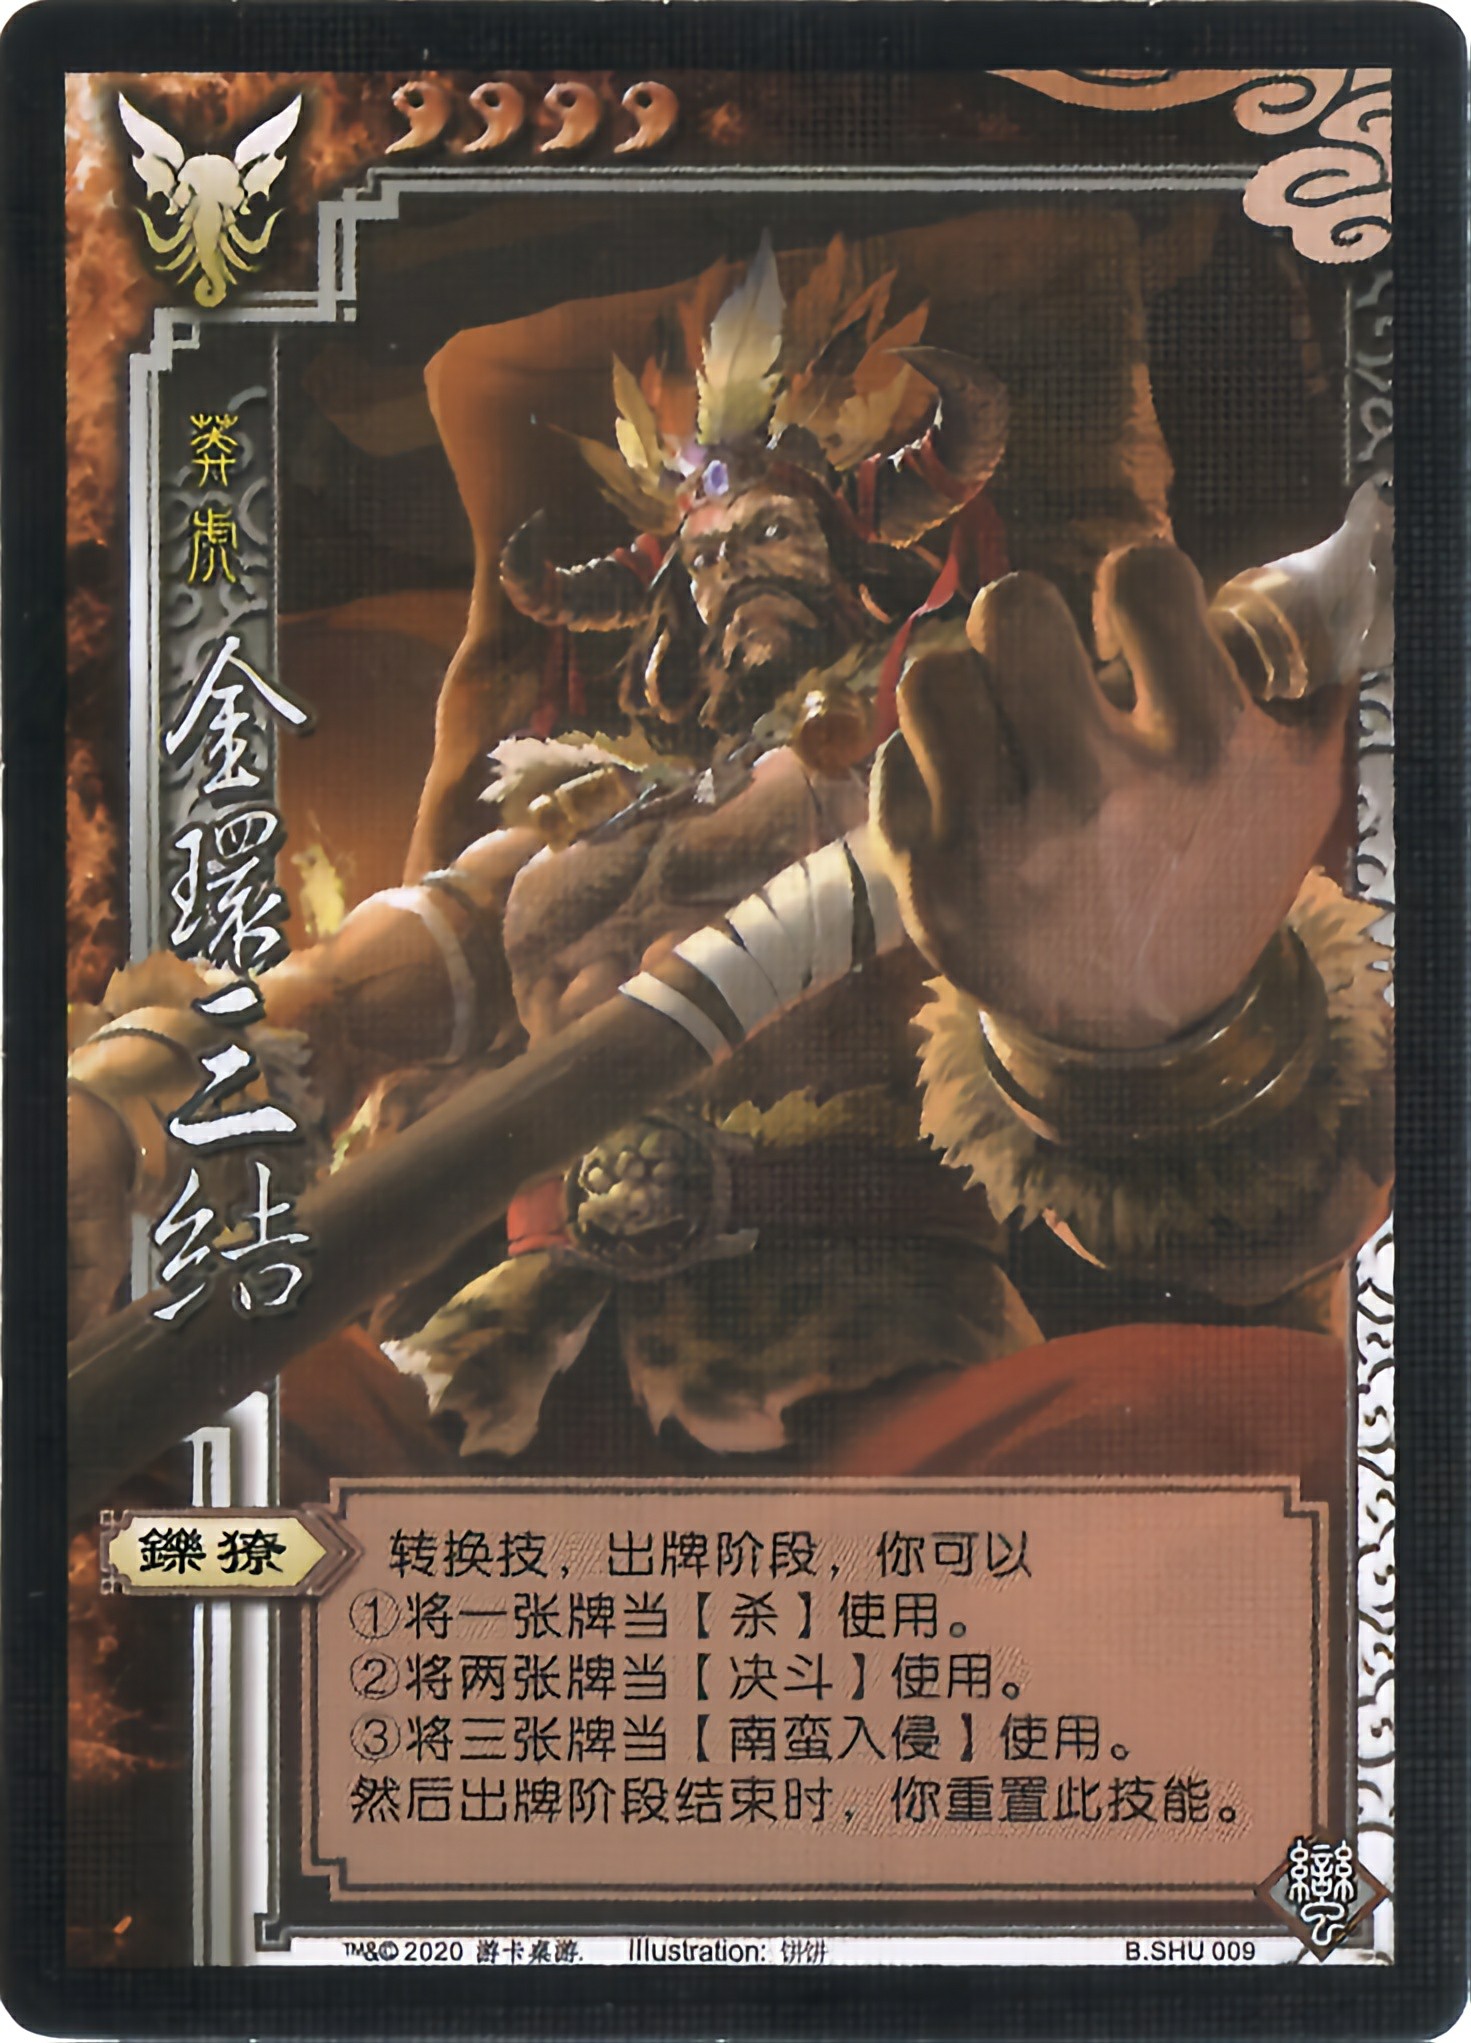 莽虎
金環三结
鑠獠
转换技，出牌阶段，你可以
①将一张牌当【杀】使用。
②将两张牌当【决斗】使用。
③将三张牌当【南蛮入侵】使用。
然后出牌阶段结束时，你重置此技能。
蠻
™&© 2020 游卡桌游. Illustration: 饼饼
B.SHU 009